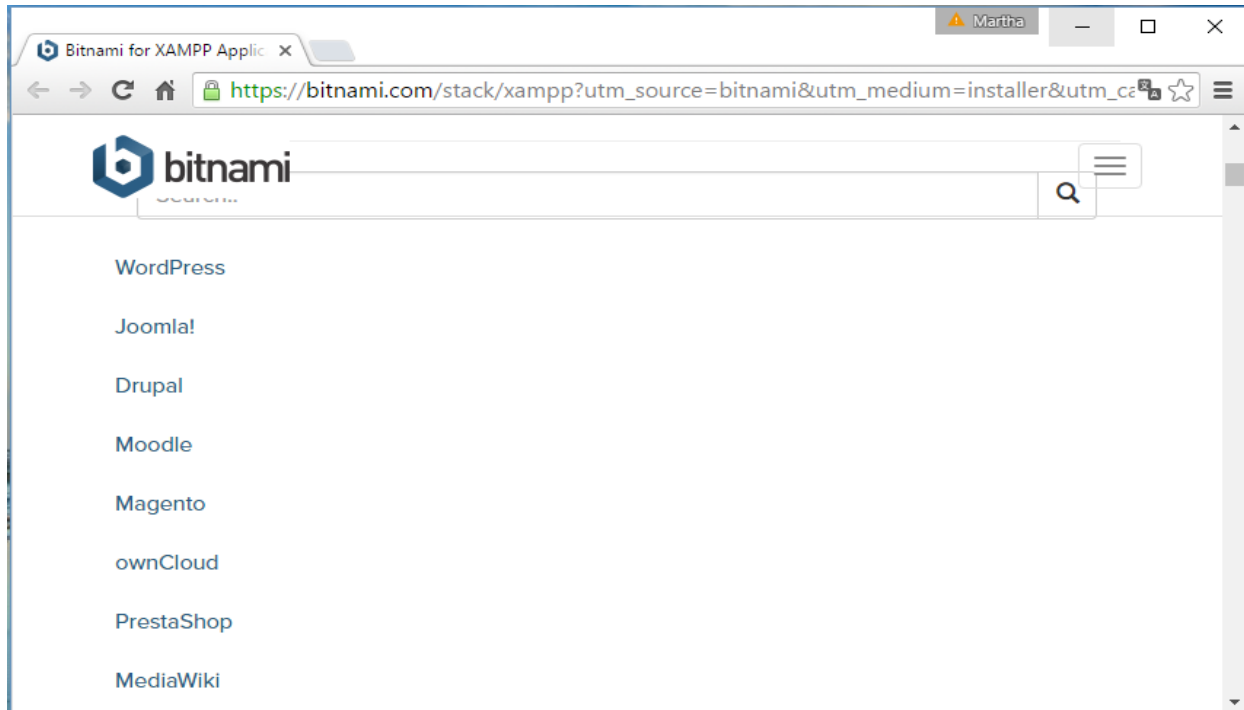 Martha
Bitnami for XAMPP Applic
https://bitnami.com/stack/xampp?utm_source=bitnami&utm_medium=installer&utm_ca
bitnami
Search..
WordPress
Joomla!
Drupal
Moodle
Magento
ownCloud
PrestaShop
MediaWiki